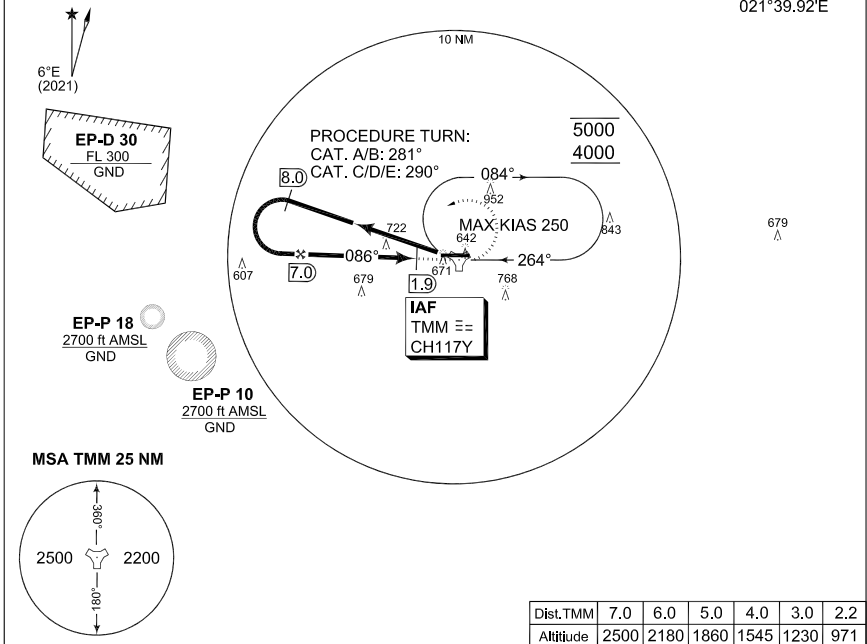 021°39.92'E
6°E
(2021)
10 NM
EP-D 30
FL 300
GND
PROCEDURE TURN:
CAT. A/B: 281°
CAT. C/D/E: 290°
5000
4000
8.0
084°
952
MAX KIAS 250
722
642
843
679
086°
264°
607
7.0
679
1.9
671
768
IAF
TMM
CH117Y
EP-P 18
2700 ft AMSL
GND
EP-P 10
2700 ft AMSL
GND
MSA TMM 25 NM
360°
2500 2200
180°
Dist.TMM 7.0 6.0 5.0 4.0 3.0 2.2
Altitiude 2500 2180 1860 1545 1230 971